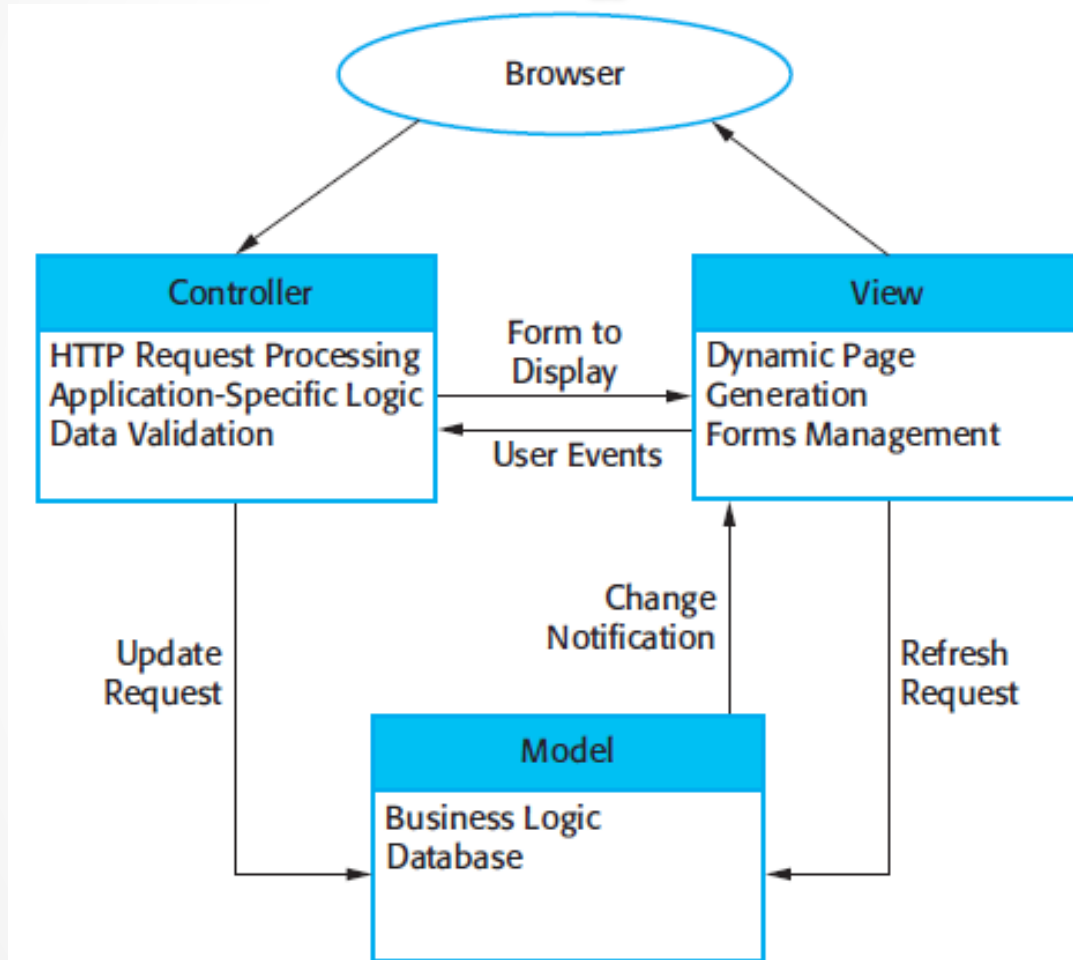 Browser
Controller
HTTP Request Processing
Application-Specific Logic
Data Validation
Form to
Display
User Events
View
Dynamic Page
Generation
Forms Management
Update
Request
Change
Notification
Refresh
Request
Model
Business Logic
Database